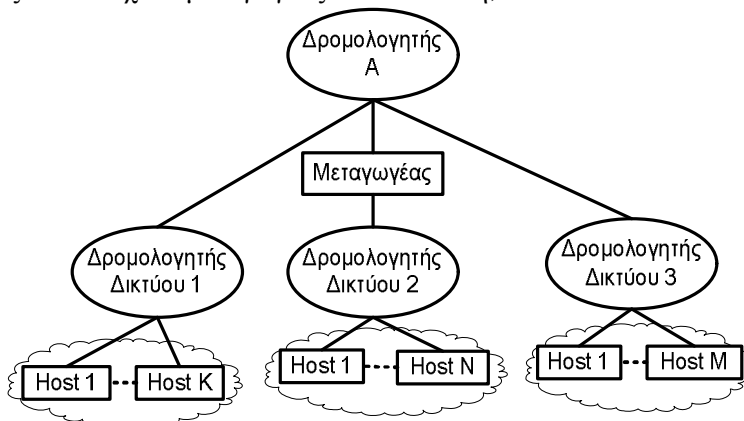 Δρομολογητής
Α
Μεταγωγέας
Δρομολογητής
Δικτύου 1
Δρομολογητής
Δικτύου 2
Δρομολογητής
Δικτύου 3
Host 1
Host K
Host 1
Host N
Host 1
Host M